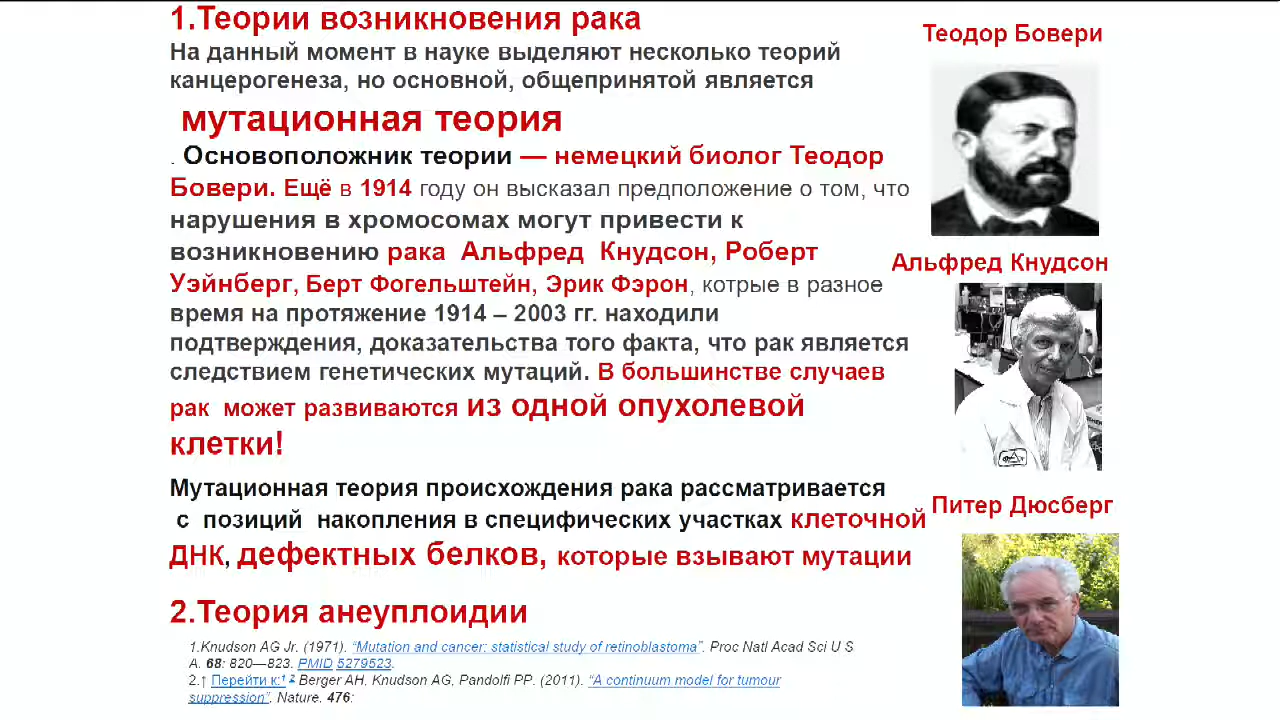 1.Теории возникновения рака
На данный момент в науке выделяют несколько теорий
канцерогенеза, но основной, общепринятой является
мутационная теория
. Основоположник теории — немецкий биолог Теодор
Бовери. Ещё в 1914 году он высказал предположение о том, что
нарушения в хромосомах могут привести к
возникновению рака Альфред Кнудсон, Роберт
Уэйнберг, Берт Фогельштейн, Эрик Фэрон, котрые в разное
время на протяжение 1914 – 2003 гг. находили
подтверждения, доказательства того факта, что рак является
следствием генетических мутаций. В большинстве случаев
рак может развиваются из одной опухолевой
клетки!
Мутационная теория происхождения рака рассматривается
с позиций накопления в специфических участках клеточной
ДНК, дефектных белков, которые взывают мутации
2.Теория анеуплоидии
1.Knudson AG Jr. (1971). “Mutation and cancer: statistical study of retinoblastoma”. Proc Natl Acad Sci U S
A. 68: 820—823. PMID 5279523.
2.↑ Перейти к:1 2 Berger AH, Knudson AG, Pandolfi PP. (2011). “A continuum model for tumour
suppression”. Nature. 476:
Теодор Бовери
Альфред Кнудсон
Питер Дюсберг